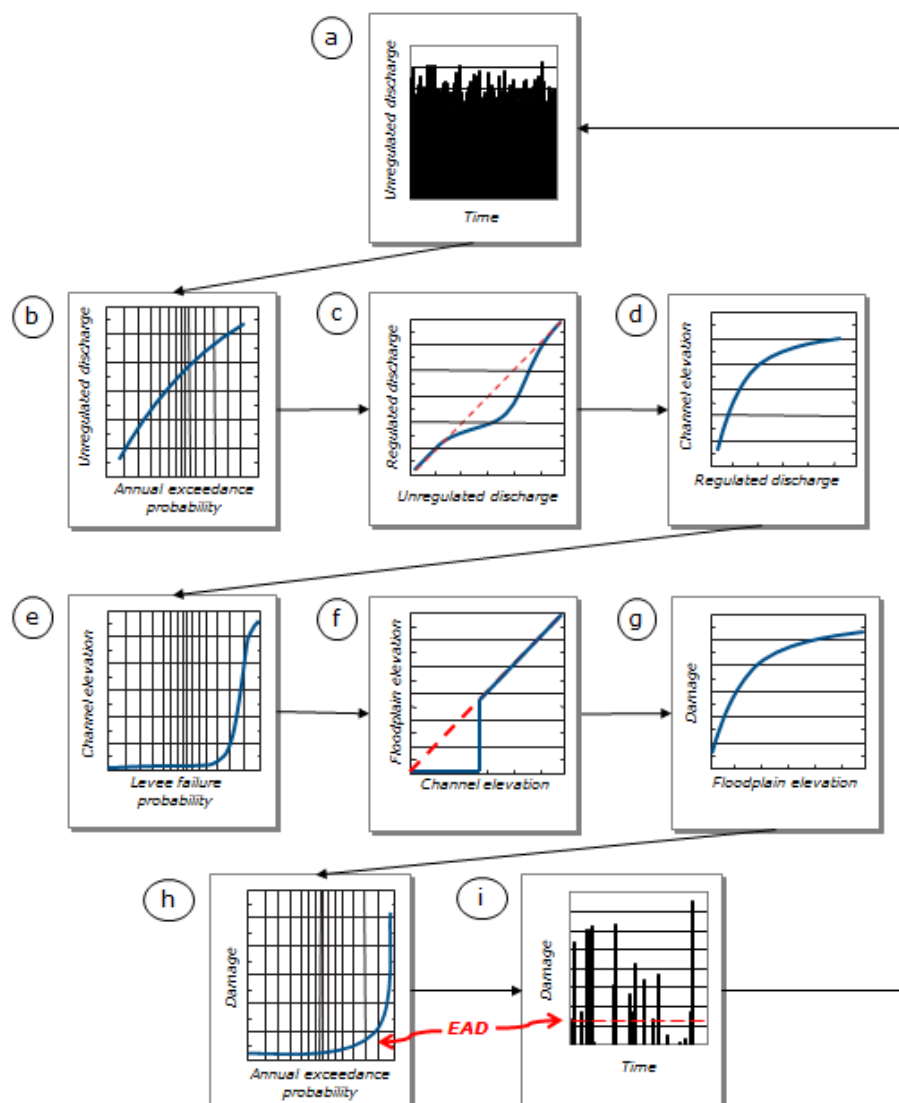 a
Unregulated discharge
Time
b
Unregulated discharge
Annual exceedance
probability
c
Regulated discharge
Unregulated discharge
d
Channel elevation
Regulated discharge
e
Channel elevation
Levee failure
probability
f
Floodplain elevation
Channel elevation
g
Damage
Floodplain elevation
h
Damage
Annual exceedance
probability
EAD
i
Damage
Time